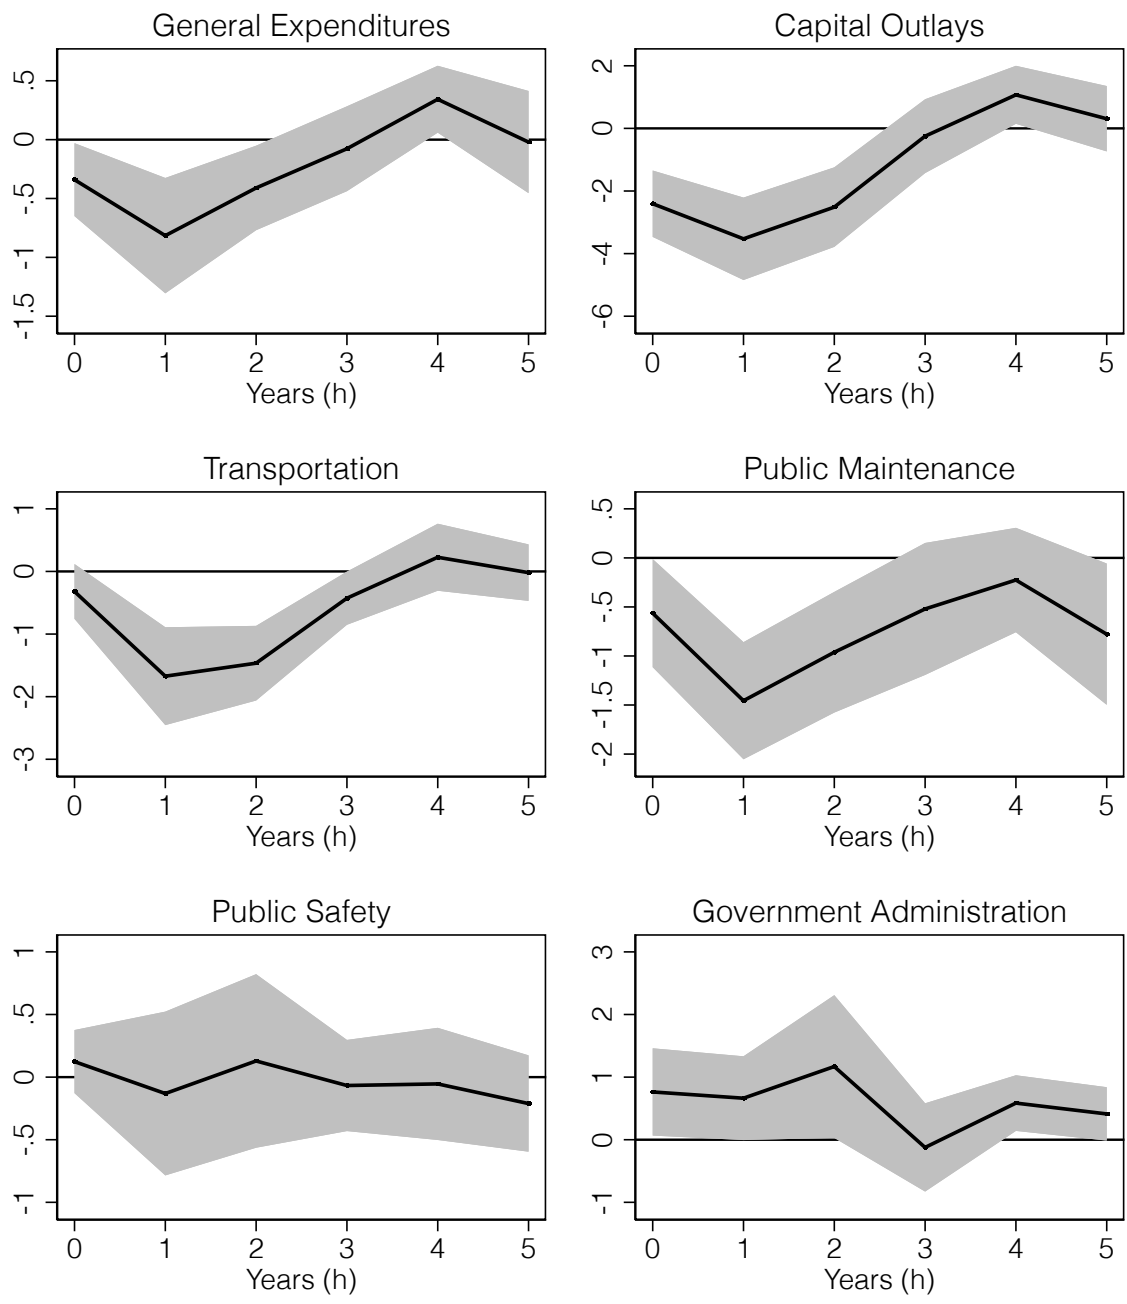 General Expenditures
.5
0
-.5
-1
-1.5
0 1 2 3 4 5
Years (h)
Capital Outlays
2
0
-2
-4
-6
0 1 2 3 4 5
Years (h)
Transportation
1
0
-1
-2
-3
0 1 2 3 4 5
Years (h)
Public Maintenance
.5
0
-.5
-1
-1.5
-2
0 1 2 3 4 5
Years (h)
Public Safety
1
.5
0
-.5
-1
0 1 2 3 4 5
Years (h)
Government Administration
3
2
1
0
-1
0 1 2 3 4 5
Years (h)